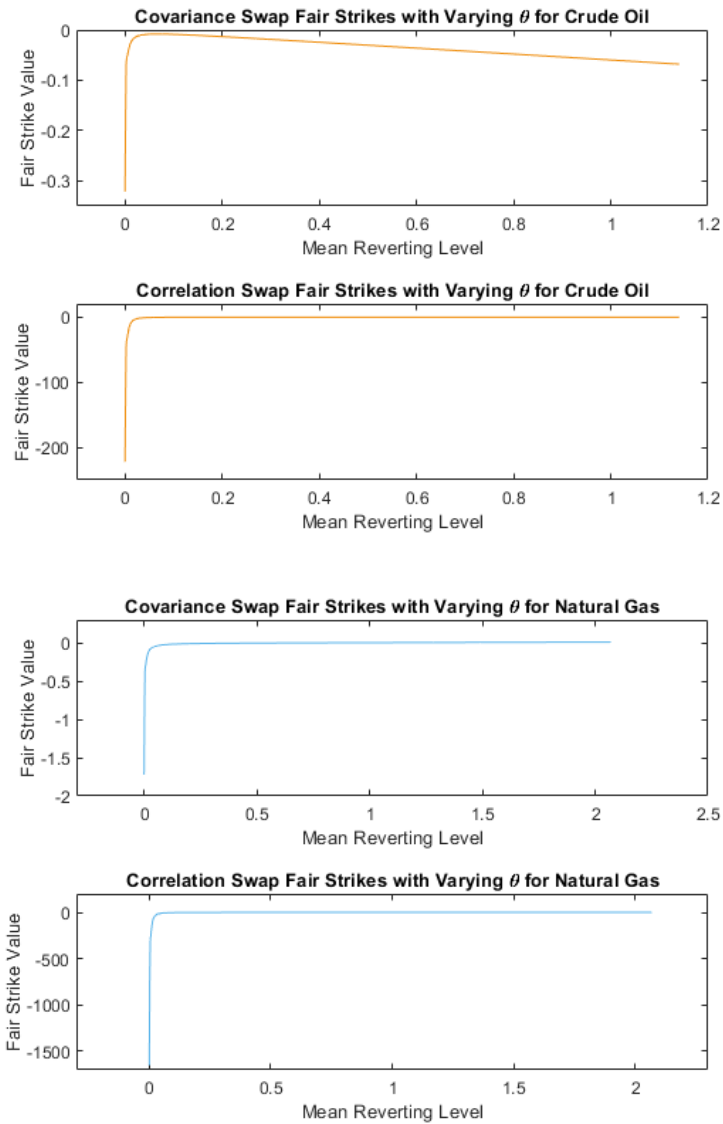 Covariance Swap Fair Strikes with Varying θ for Crude Oil
Fair Strike Value
0
-0.1
-0.2
-0.3
0 0.2 0.4 0.6 0.8 1 1.2
Mean Reverting Level
Correlation Swap Fair Strikes with Varying θ for Crude Oil
Fair Strike Value
0
-100
-200
0 0.2 0.4 0.6 0.8 1 1.2
Mean Reverting Level
Covariance Swap Fair Strikes with Varying θ for Natural Gas
Fair Strike Value
0
-0.5
-1
-1.5
-2
0 0.5 1 1.5 2 2.5
Mean Reverting Level
Correlation Swap Fair Strikes with Varying θ for Natural Gas
Fair Strike Value
0
-500
-1000
-1500
0 0.5 1 1.5 2
Mean Reverting Level